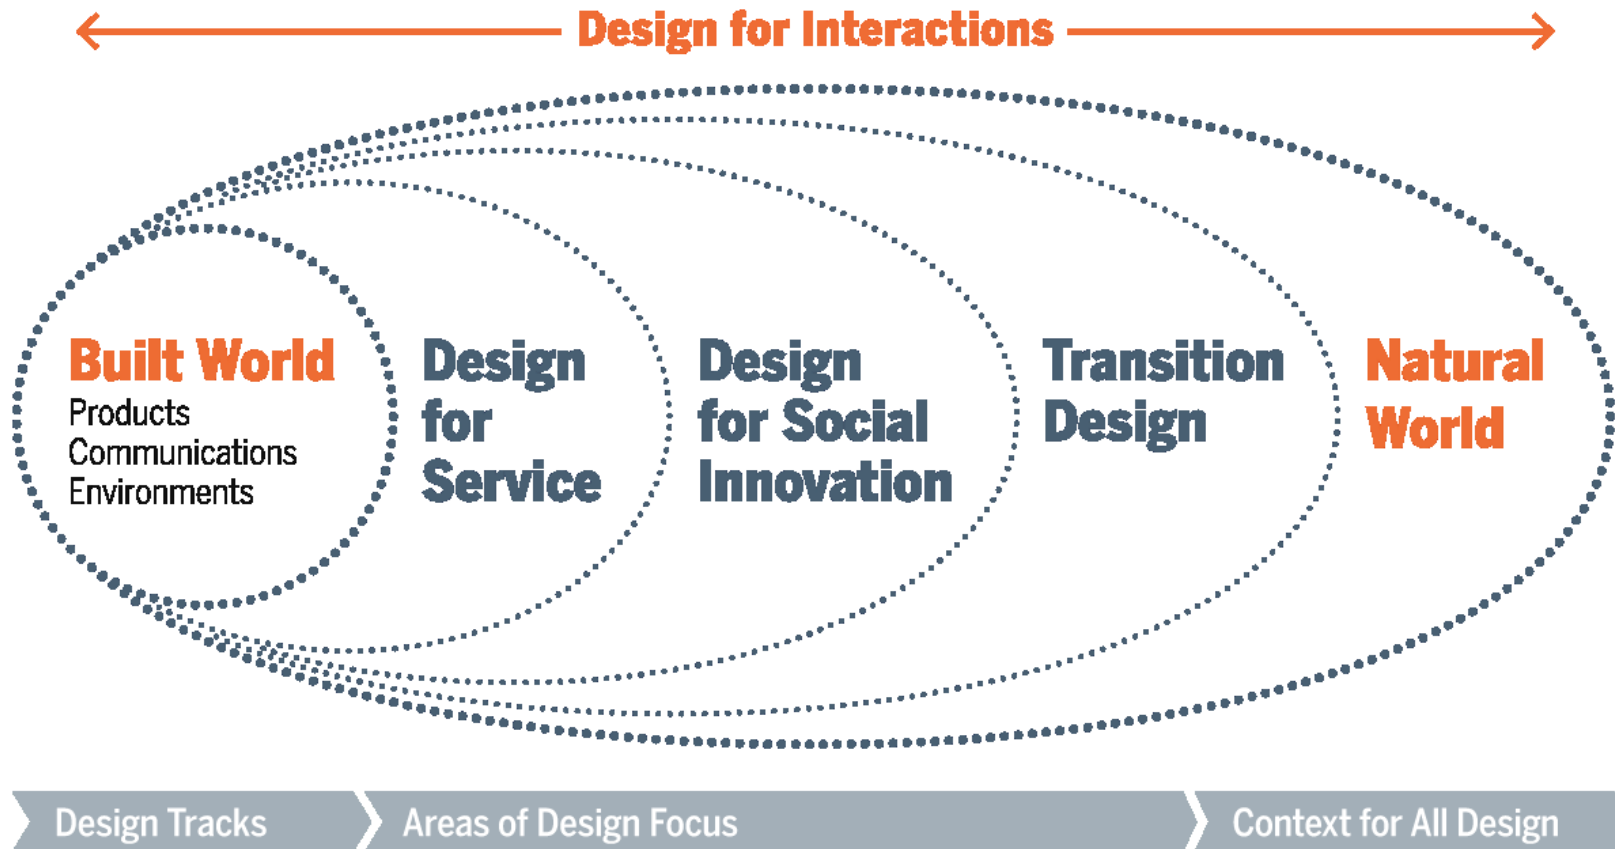 Design for Interactions
Built World
Products
Communications
Environments
Design
for
Service
Design
for Social
Innovation
Transition
Design
Natural
World
Design Tracks
Areas of Design Focus
Context for All Design